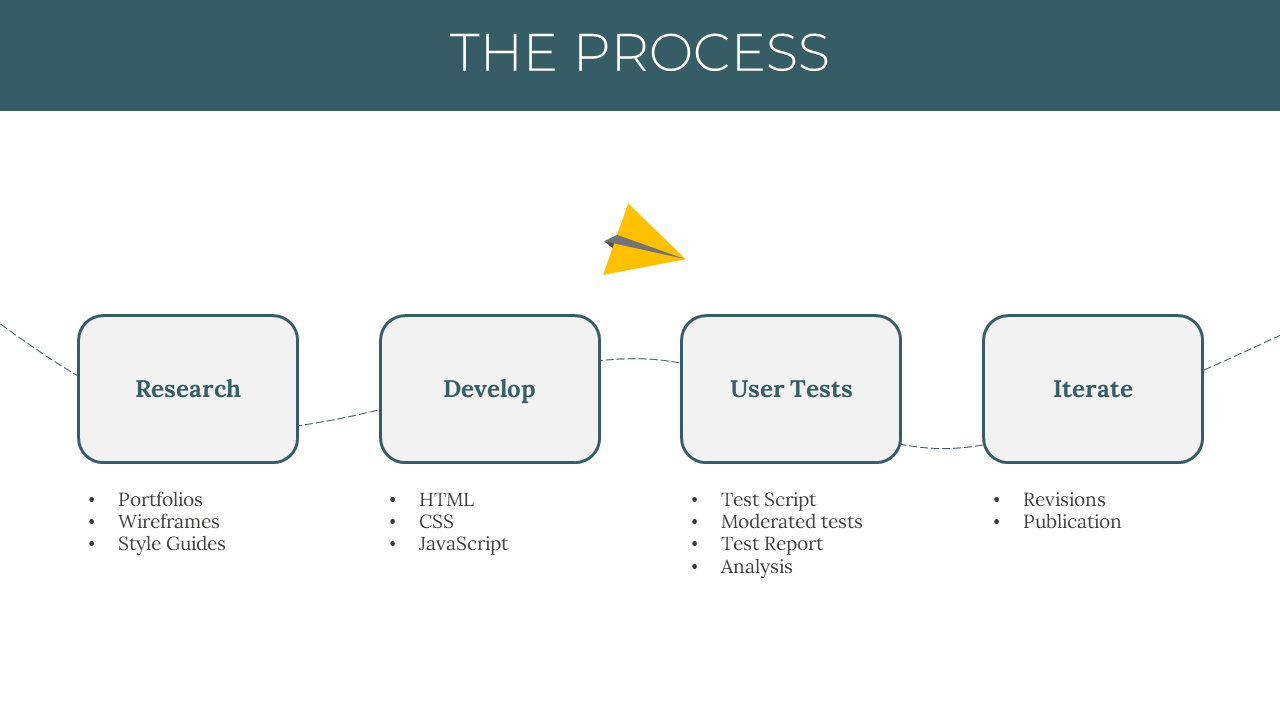 THE PROCESS
Research
• Portfolios
• Wireframes
• Style Guides
Develop
• HTML
• CSS
• JavaScript
User Tests
• Test Script
• Moderated tests
• Test Report
• Analysis
Iterate
• Revisions
• Publication